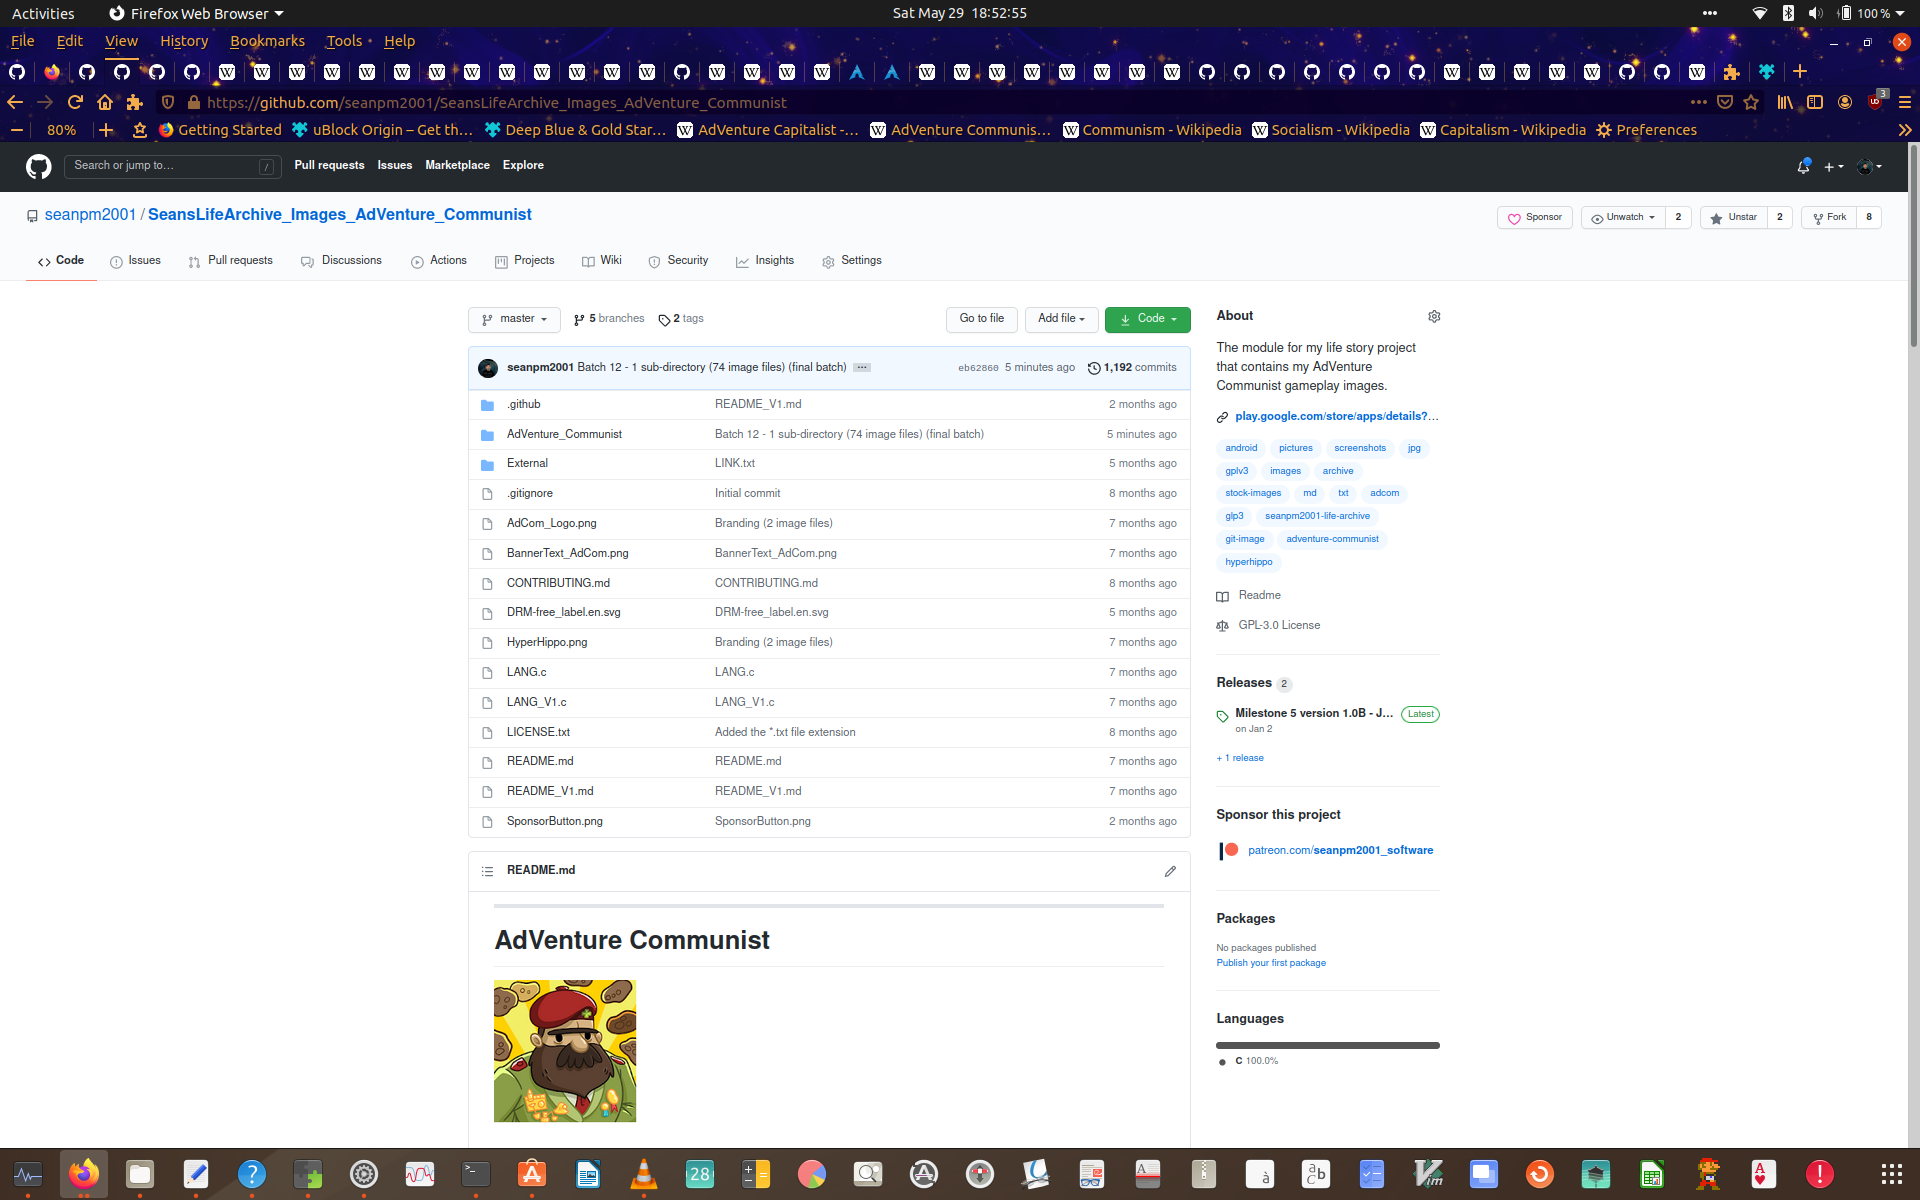 Activities Firefox Web Browser Sat May 29 18:52:55 100 %
File Edit View History Bookmarks Tools Help
https://github.com/seanpm2001/SeansLifeArchive_Images_AdVenture_Communist 3
80% Getting Started uBlock Origin – Get th… Deep Blue & Gold Star… AdVenture Capitalist -… AdVenture Communis… Communism - Wikipedia Socialism - Wikipedia Capitalism - Wikipedia Preferences
Search or jump to… / Pull requests Issues Marketplace Explore
seanpm2001 / SeansLifeArchive_Images_AdVenture_Communist Sponsor Unwatch 2 Unstar 2 Fork 8
Code Issues Pull requests Discussions Actions Projects Wiki Security Insights Settings
master 5 branches 2 tags Go to file Add file Code
seanpm2001 Batch 12 - 1 sub-directory (74 image files) (final batch) … eb62860 5 minutes ago 1,192 commits
.github README_V1.md 2 months ago
AdVenture_Communist Batch 12 - 1 sub-directory (74 image files) (final batch) 5 minutes ago
External LINK.txt 5 months ago
.gitignore Initial commit 8 months ago
AdCom_Logo.png Branding (2 image files) 7 months ago
BannerText_AdCom.png BannerText_AdCom.png 7 months ago
CONTRIBUTING.md CONTRIBUTING.md 8 months ago
DRM-free_label.en.svg DRM-free_label.en.svg 5 months ago
HyperHippo.png Branding (2 image files) 7 months ago
LANG.c LANG.c 7 months ago
LANG_V1.c LANG_V1.c 7 months ago
LICENSE.txt Added the *.txt file extension 8 months ago
README.md README.md 7 months ago
README_V1.md README_V1.md 7 months ago
SponsorButton.png SponsorButton.png 2 months ago
README.md
AdVenture Communist
About
The module for my life story project
that contains my AdVenture
Communist gameplay images.
play.google.com/store/apps/details?…
android pictures screenshots jpg
gplv3 images archive
stock-images md txt adcom
glp3 seanpm2001-life-archive
git-image adventure-communist
hyperhippo
Readme
GPL-3.0 License
Releases 2
Milestone 5 version 1.0B - J… Latest
on Jan 2
+ 1 release
Sponsor this project
patreon.com/seanpm2001_software
Packages
No packages published
Publish your first package
Languages
C 100.0%
28